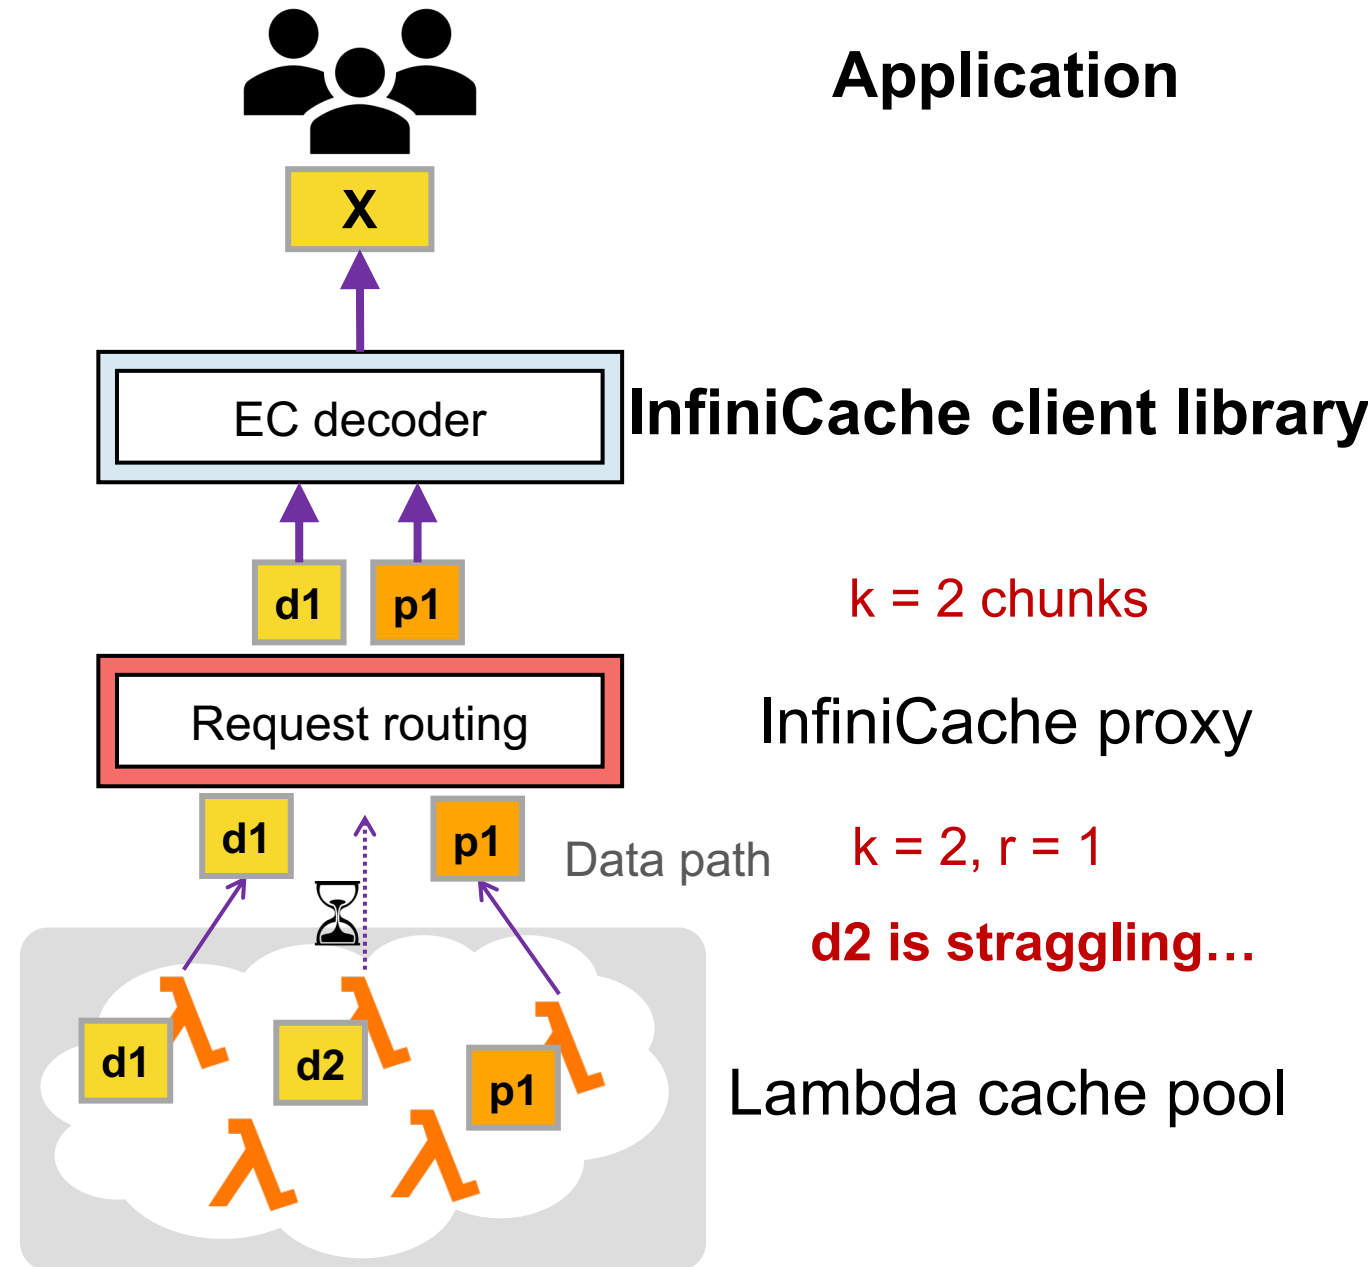 Application
X
EC decoder
InfiniCache client library
d1
p1
k = 2 chunks
Request routing
InfiniCache proxy
d1
p1
Data path
k = 2, r = 1
d2 is straggling…
d1
d2
p1
Lambda cache pool
λ
λ
λ
λ
λ